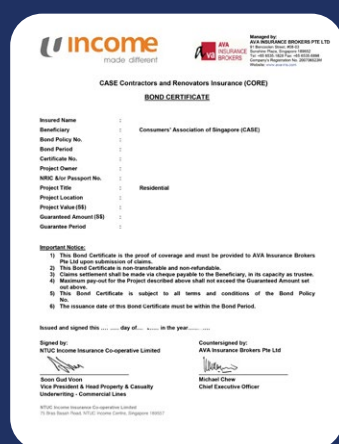 income
made different
AVA
INSURANCE
BROKERS
Managed by:
AVA INSURANCE BROKERS PTE LTD
CASE Contractors and Renovators Insurance (CORE)
BOND CERTIFICATE
Insured Name :
Beneficiary : Consumers' Association of Singapore (CASE)
Bond Policy No. :
Bond Period :
Certificate No. :
Project Owner :
NRIC &/or Passport No. :
Project Title : Residential
Project Location :
Project Value (S$) :
Guaranteed Amount (S$) :
Guarantee Period :
Important Notice:
1) This Bond Certificate is the proof of coverage and must be provided to AVA Insurance Brokers
Pte Ltd upon submission of claims.
2) This Bond Certificate is non-transferable and non-refundable.
3) Claims settlement shall be made via cheque payable to the Beneficiary, in its capacity as trustee.
4) Maximum pay-out for the Project described above shall not exceed the Guaranteed Amount set
out above.
5) This Bond Certificate is subject to all terms and conditions of the Bond Policy
No.
6) The issuance date of this Bond Certificate must be within the Bond Period.
Issued and signed this ........ day of.... ....... in the year...... ....
Signed by: Countersigned by:
NTUC Income Insurance Co-operative Limited AVA Insurance Brokers Pte Ltd
Soon Gud Voon Michael Chew
Vice President & Head Property & Casualty Chief Executive Officer
Underwriting - Commercial Lines
NTUC Income Insurance Co-operative Limited
75 Bras Basah Road, NTUC Income Centre, Singapore 189557